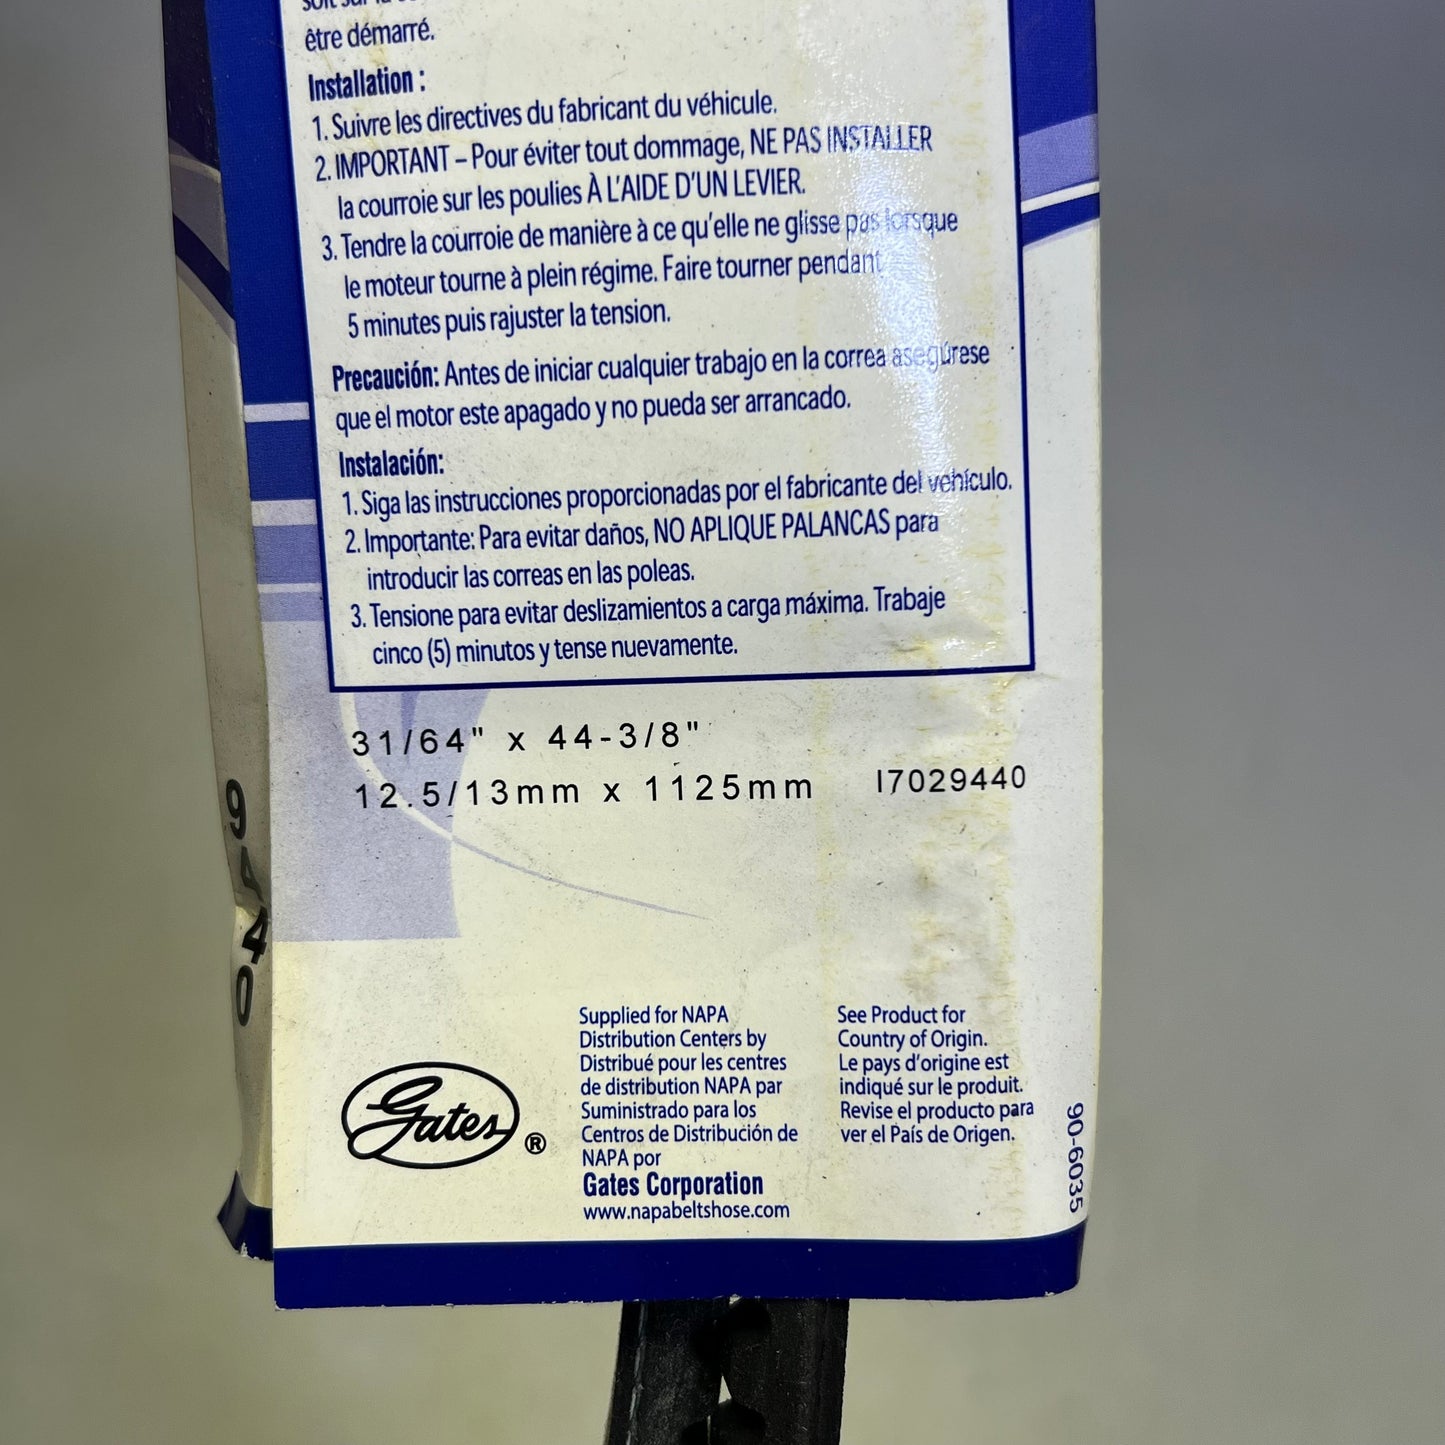 être démarré.
Installation :
1. Suivre les directives du fabricant du véhicule.
2. IMPORTANT – Pour éviter tout dommage, NE PAS INSTALLER
la courroie sur les poulies À L'AIDE D'UN LEVIER.
3. Tendre la courroie de manière à ce qu'elle ne glisse pas lorsque
le moteur tourne à plein régime. Faire tourner pendant
5 minutes puis rajuster la tension.
Precaución: Antes de iniciar cualquier trabajo en la correa asegúrese
que el motor este apagado y no pueda ser arrancado.
Instalación:
1. Siga las instrucciones proporcionadas por el fabricante del vehículo.
2. Importante: Para evitar daños, NO APLIQUE PALANCAS para
introducir las correas en las poleas.
3. Tensione para evitar deslizamientos a carga máxima. Trabaje
cinco (5) minutos y tense nuevamente.
31/64" x 44-3/8"
12.5/13mm x 1125mm I7029440
9440
Gates ®
Supplied for NAPA
Distribution Centers by
Distribué pour les centres
de distribution NAPA par
Suministrado para los
Centros de Distribución de
NAPA por
Gates Corporation
www.napabeltshose.com
See Product for
Country of Origin.
Le pays d'origine est
indiqué sur le produit.
Revise el producto para
ver el País de Origen.
90-6035